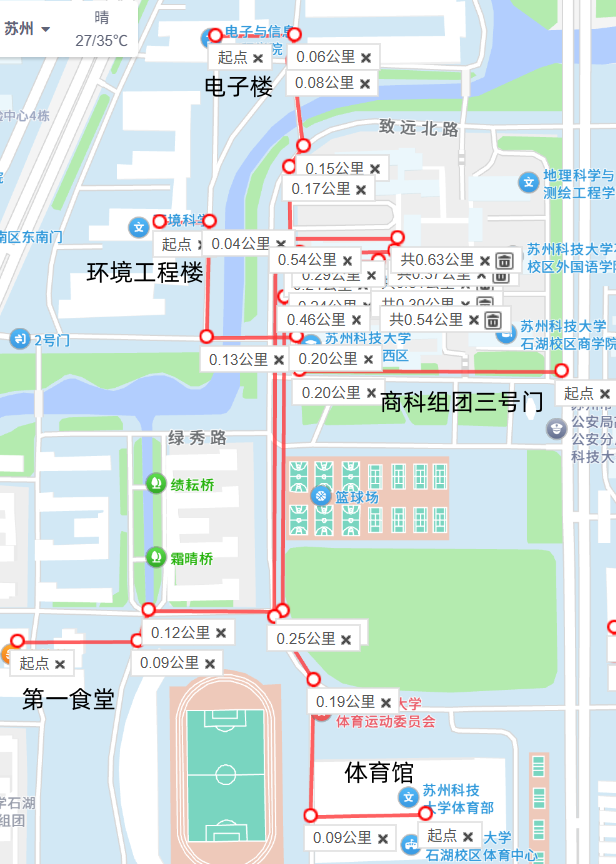 苏州
晴
27/35℃
电子与信息
院
起点
0.06公里
0.08公里
电子楼
致远北路
检中心4栋
0.15公里
0.17公里
地理科学与
测绘工程学
南区东南门
环境科学
起点
0.04公里
苏州科技大学
校区外国语学院
0.54公里
共0.63公里
0.29公里
共0.37公里
环境工程楼
共0.30公里
0.46公里
共0.54公里
2号门
苏州科技大学
西区
苏州科技大学
石湖校区商学院
0.13公里
0.20公里
0.20公里
起点
商科组团三号门
公安局
公安分
科技大
绿秀路
绩耘桥
篮球场
霜晴桥
0.12公里
0.25公里
0.09公里
起点
第一食堂
0.19公里
大学
体育运动委员会
体育馆
苏州科技
大学体育部
学石湖
组团
0.09公里
起点
大学
石湖校区体育中心